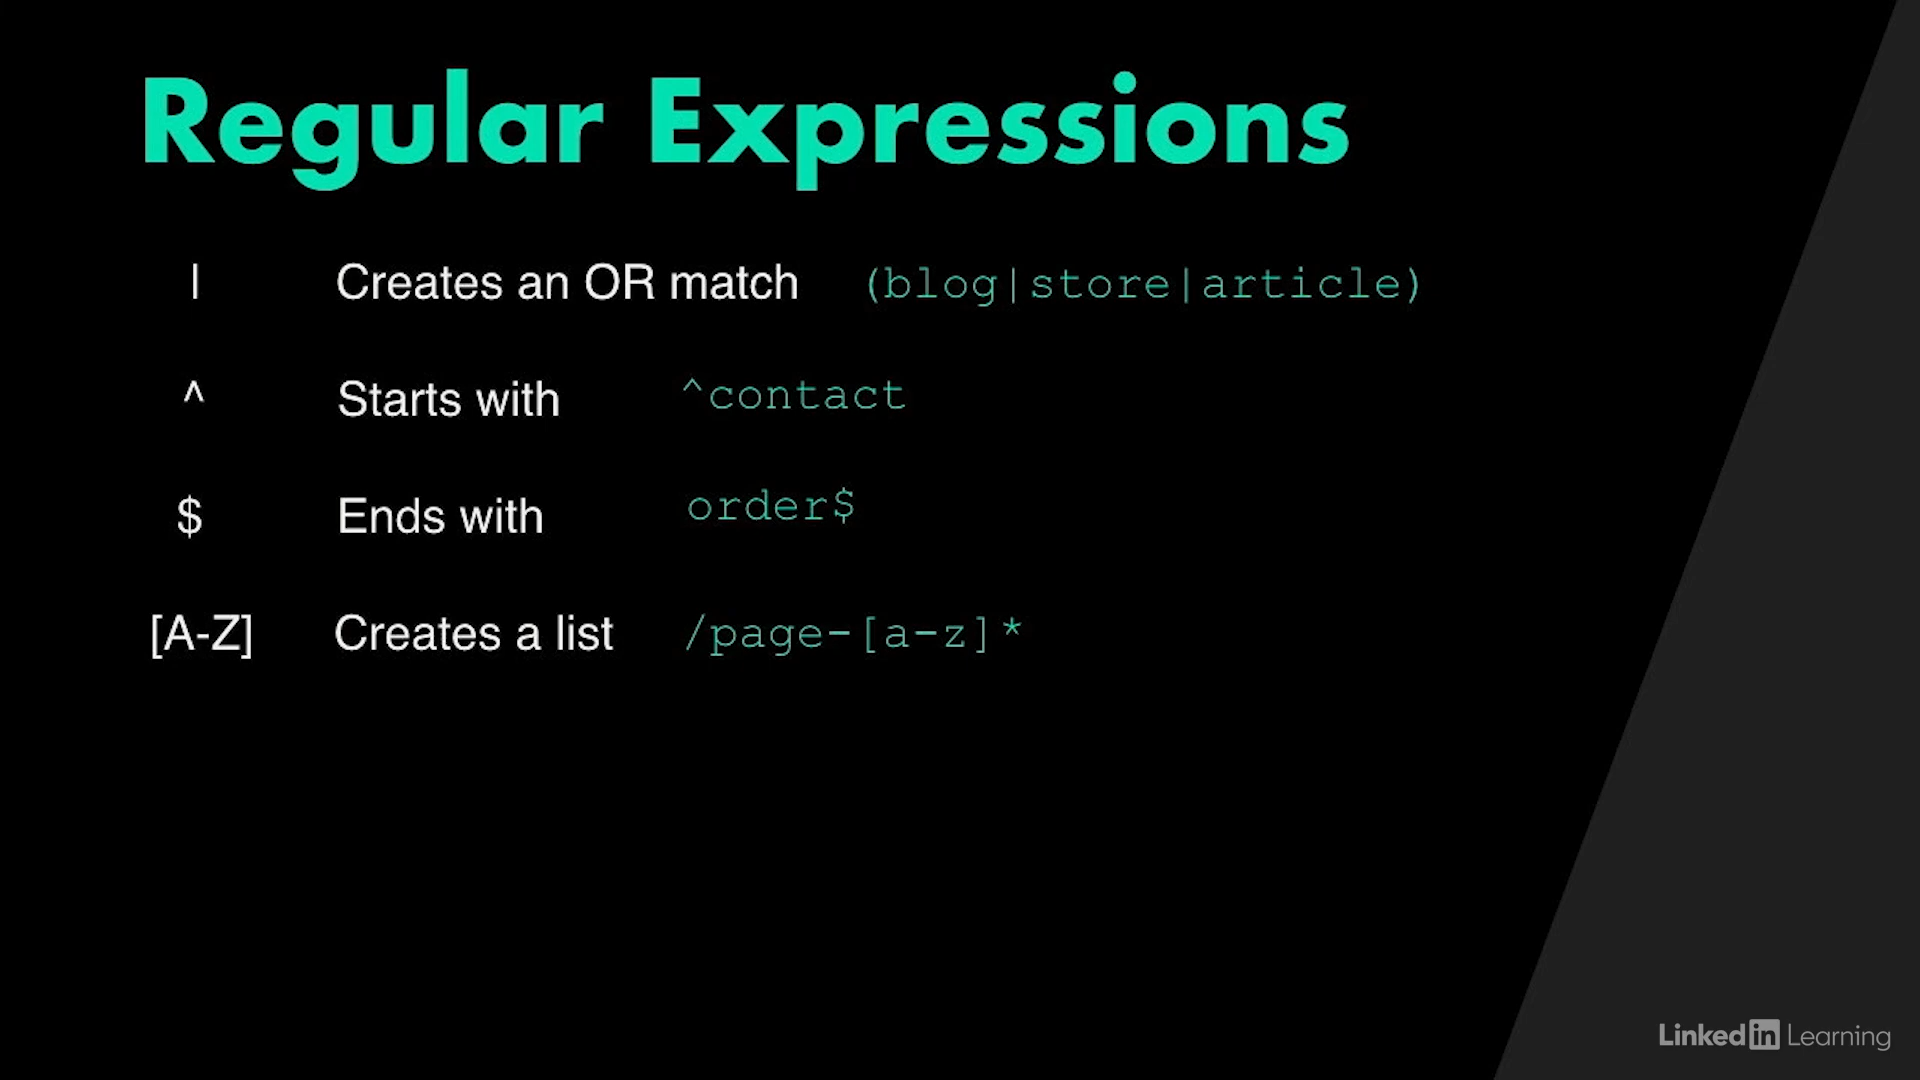 Regular Expressions
| Creates an OR match (blog|store|article)
^ Starts with ^contact
$ Ends with order$
[A-Z] Creates a list /page-[a-z]*
Linked in Learning